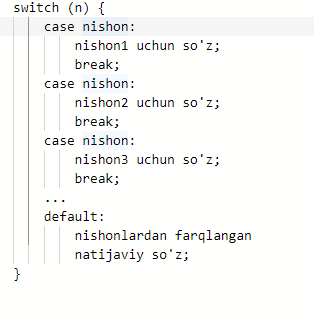 switch (n) {
case nishon:
nishon1 uchun so'z;
break;
case nishon:
nishon2 uchun so'z;
break;
case nishon:
nishon3 uchun so'z;
break;
...
default:
nishonlardan farqlangan
natijaviy so'z;
}